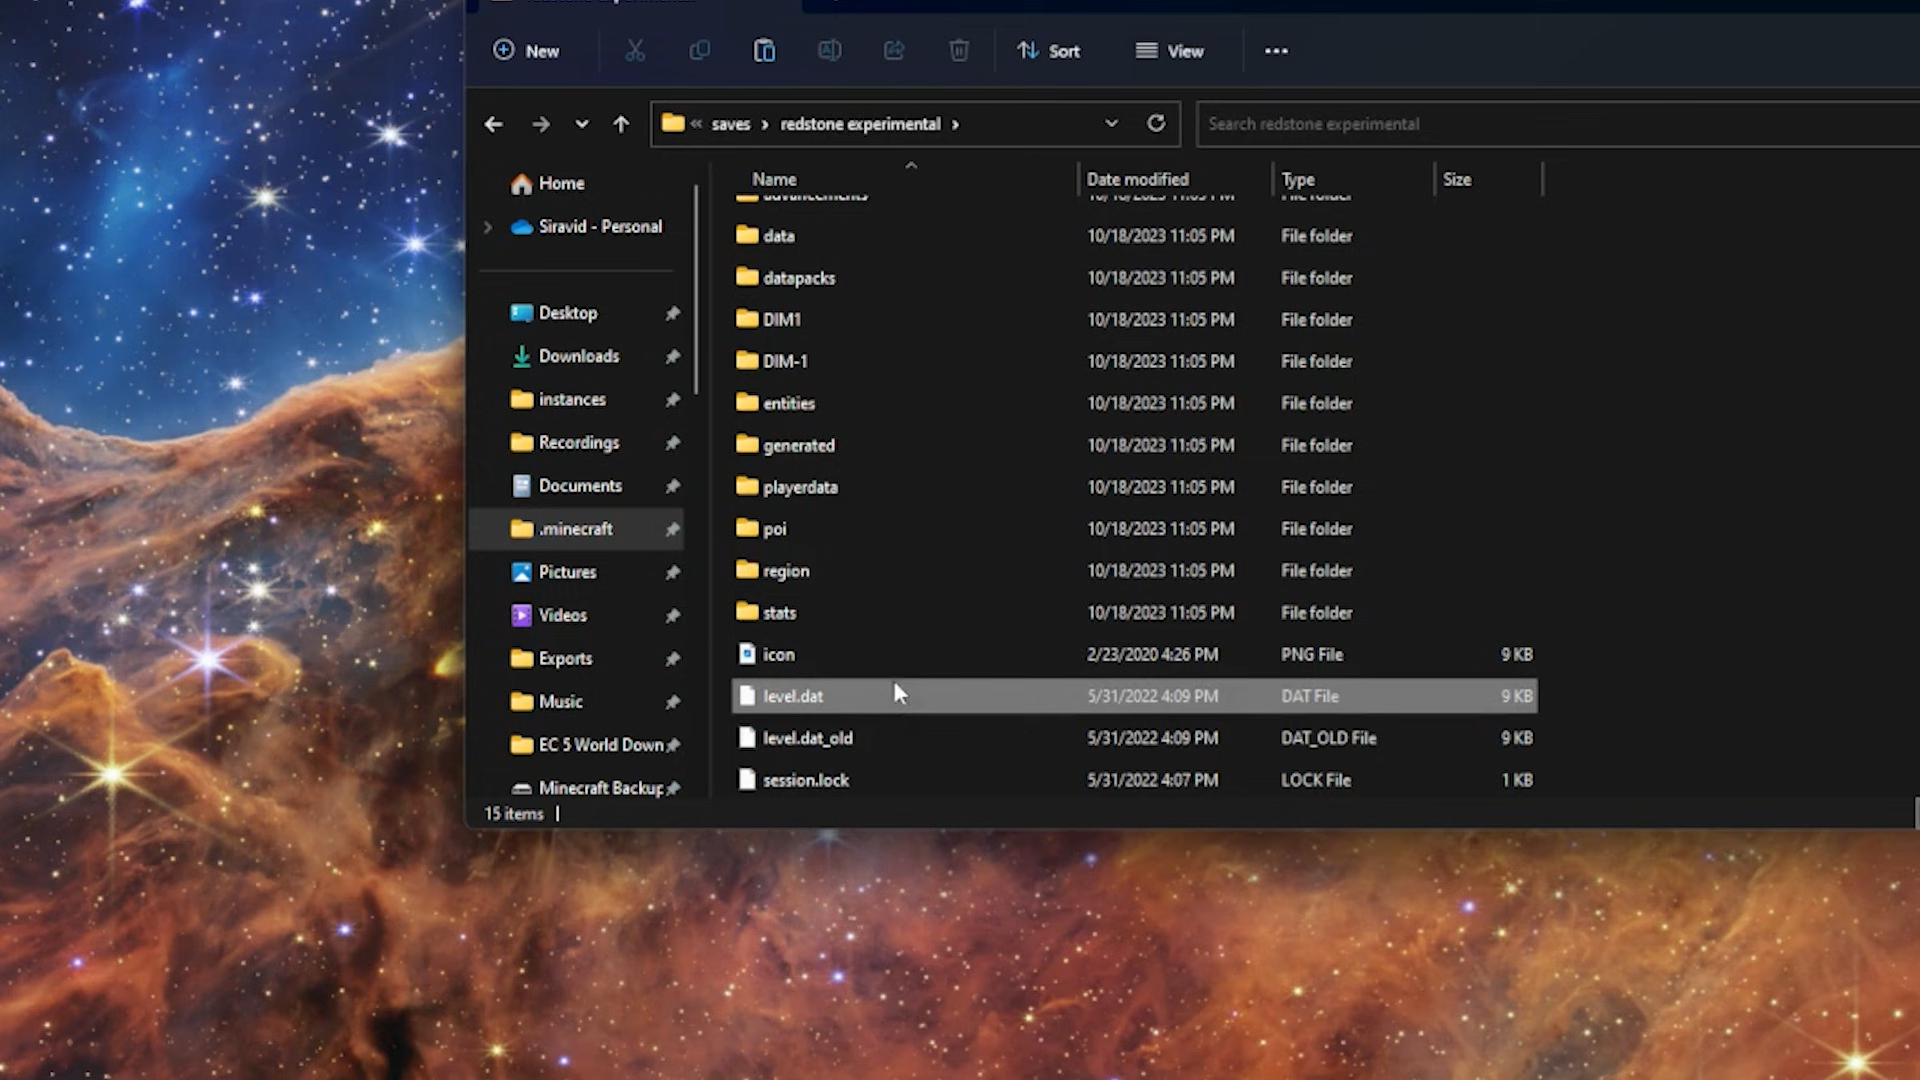 New
Sort
View
saves
redstone experimental
Search redstone experimental
Name
Date modified
Type
Size
Home
Siravid - Personal
Desktop
Downloads
instances
Recordings
Documents
.minecraft
Pictures
Videos
Exports
Music
EC 5 World Down
Minecraft Backup
advancements 10/18/2023 11:05 PM File folder
data 10/18/2023 11:05 PM File folder
datapacks 10/18/2023 11:05 PM File folder
DIM1 10/18/2023 11:05 PM File folder
DIM-1 10/18/2023 11:05 PM File folder
entities 10/18/2023 11:05 PM File folder
generated 10/18/2023 11:05 PM File folder
playerdata 10/18/2023 11:05 PM File folder
poi 10/18/2023 11:05 PM File folder
region 10/18/2023 11:05 PM File folder
stats 10/18/2023 11:05 PM File folder
icon 2/23/2020 4:26 PM PNG File 9 KB
level.dat 5/31/2022 4:09 PM DAT File 9 KB
level.dat_old 5/31/2022 4:09 PM DAT_OLD File 9 KB
session.lock 5/31/2022 4:07 PM LOCK File 1 KB
15 items